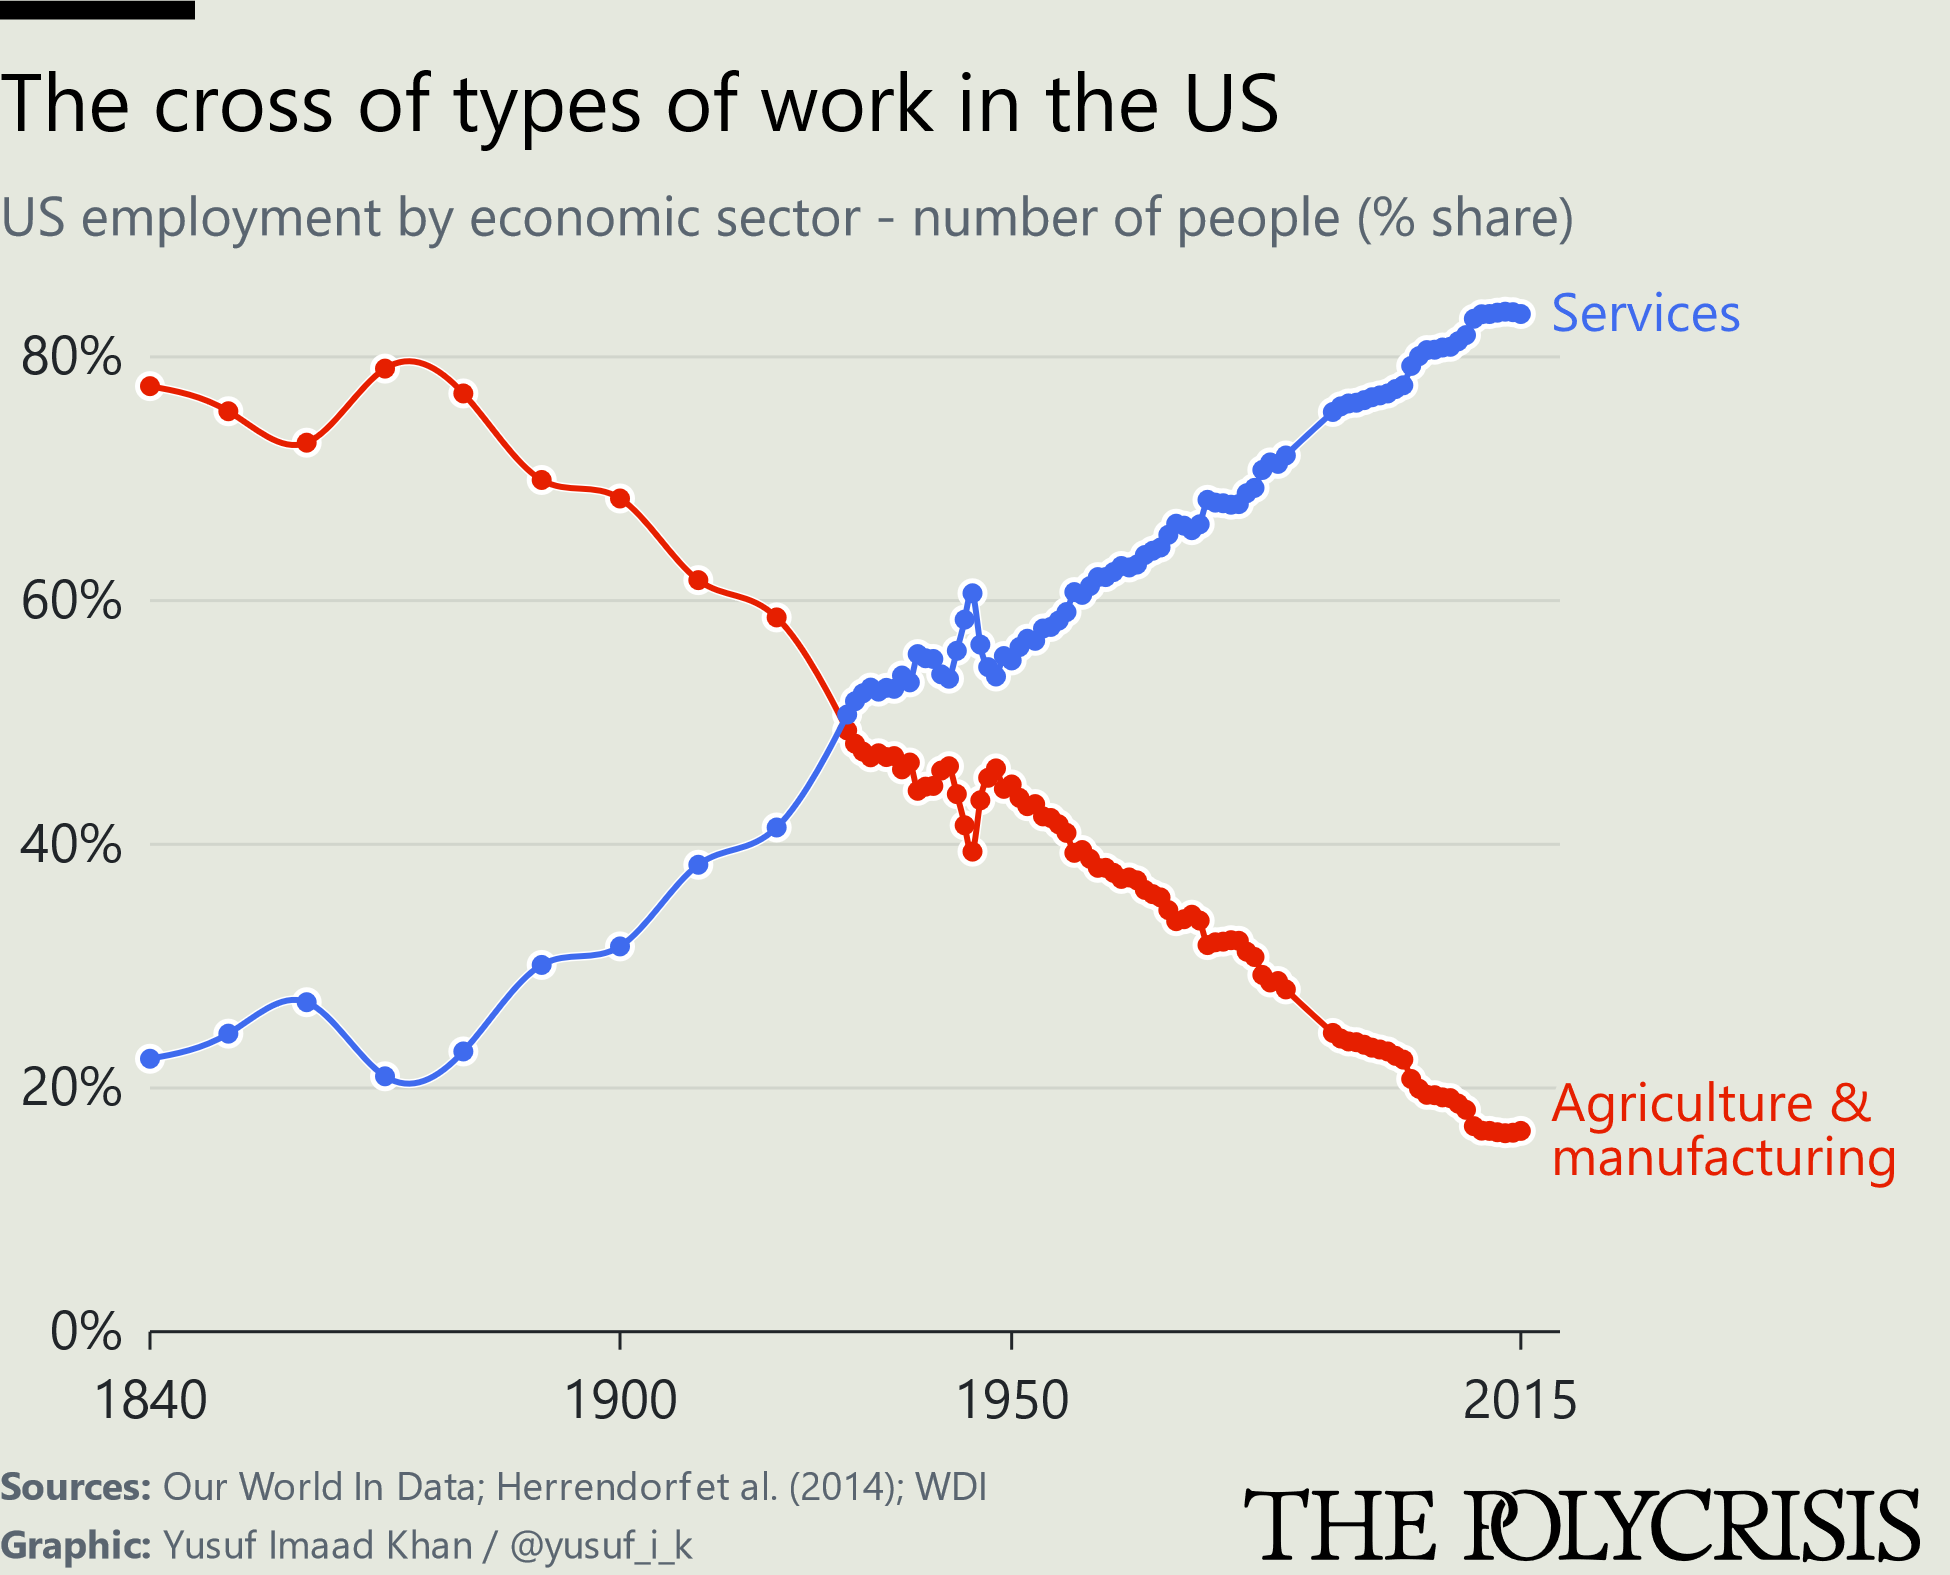 The cross of types of work in the US
US employment by economic sector - number of people (% share)
Services
80%
60%
40%
20%
Agriculture &
manufacturing
0%
1840 1900 1950 2015
Sources: Our World In Data; Herrendorf et al. (2014); WDI
Graphic: Yusuf Imaad Khan / @yusuf_i_k
THE POLYCRISIS